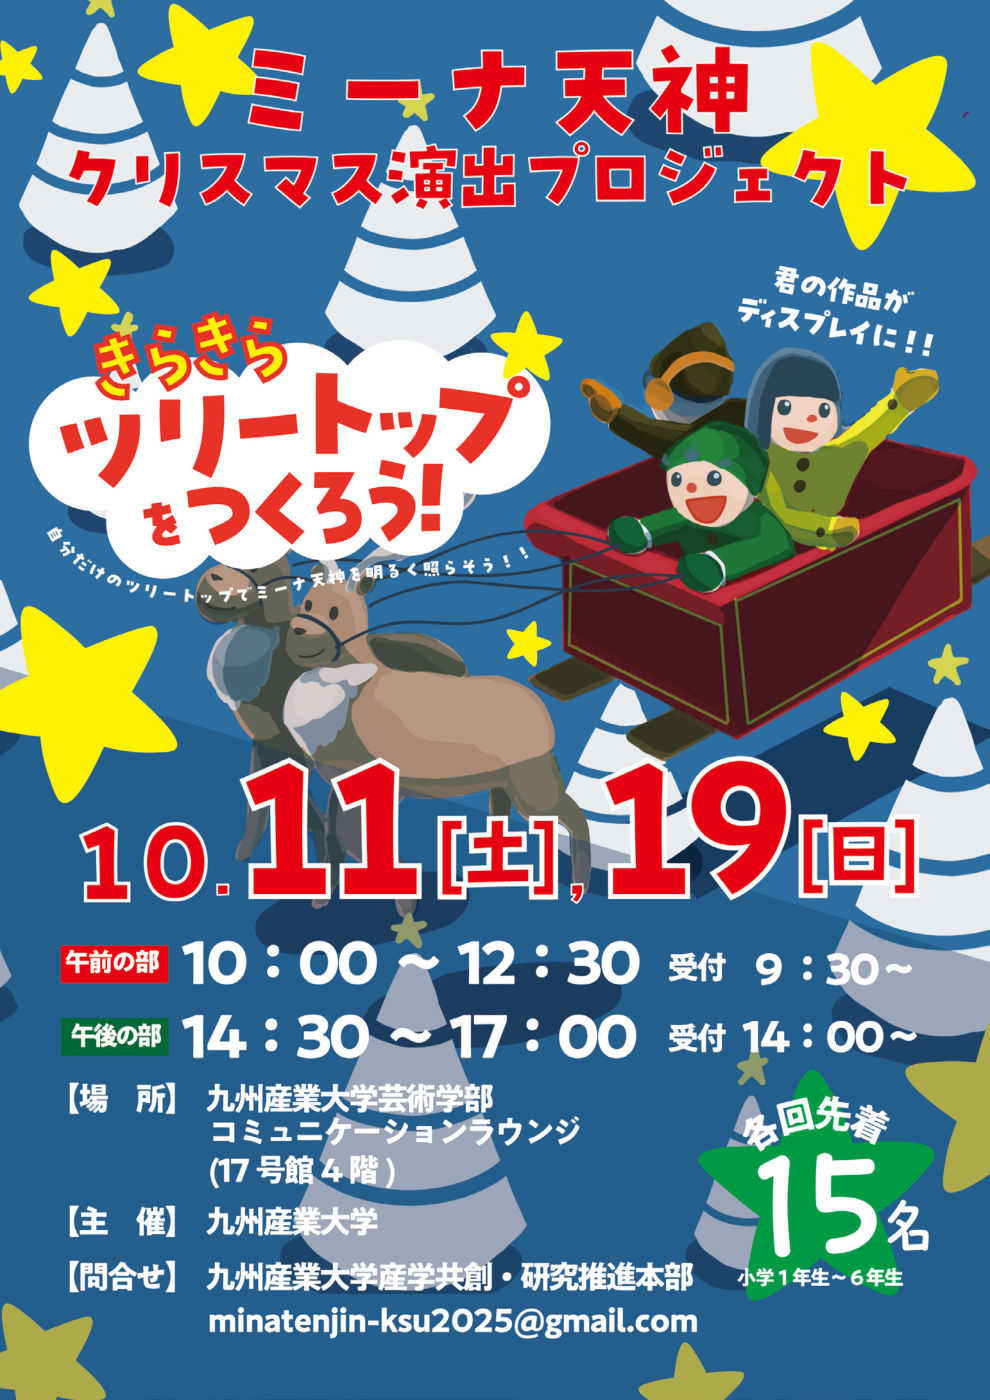 ミーナ天神
クリスマス演出プロジェクト
君の作品が
ディスプレイに！！
きらきら
ツリートップ
をつくろう！
自分だけのツリートップでミーナ天神を明るく照らそう！！
10.11[土],19[日]
午前の部 10：00～12：30 受付 9：30～
午後の部 14：30～17：00 受付 14：00～
【場　所】 九州産業大学芸術学部
コミュニケーションラウンジ
(17号館4階)
各回先着
15名
小学1年生～6年生
【主　催】 九州産業大学
【問合せ】 九州産業大学産学共創・研究推進本部
minatenjin-ksu2025@gmail.com